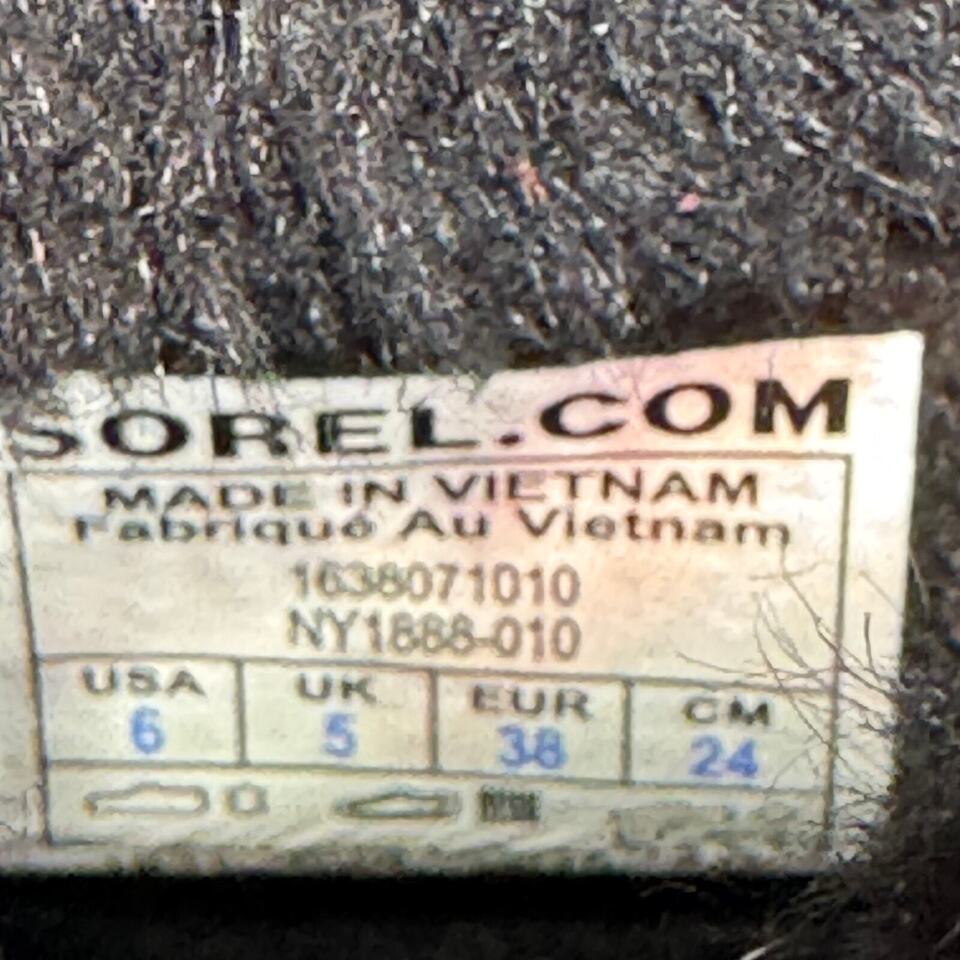 SOREL.COM
MADE IN VIETNAM
Fabriqué Au Vietnam
1638071010
NY1888-010
USA UK EUR CM
6 5 38 24